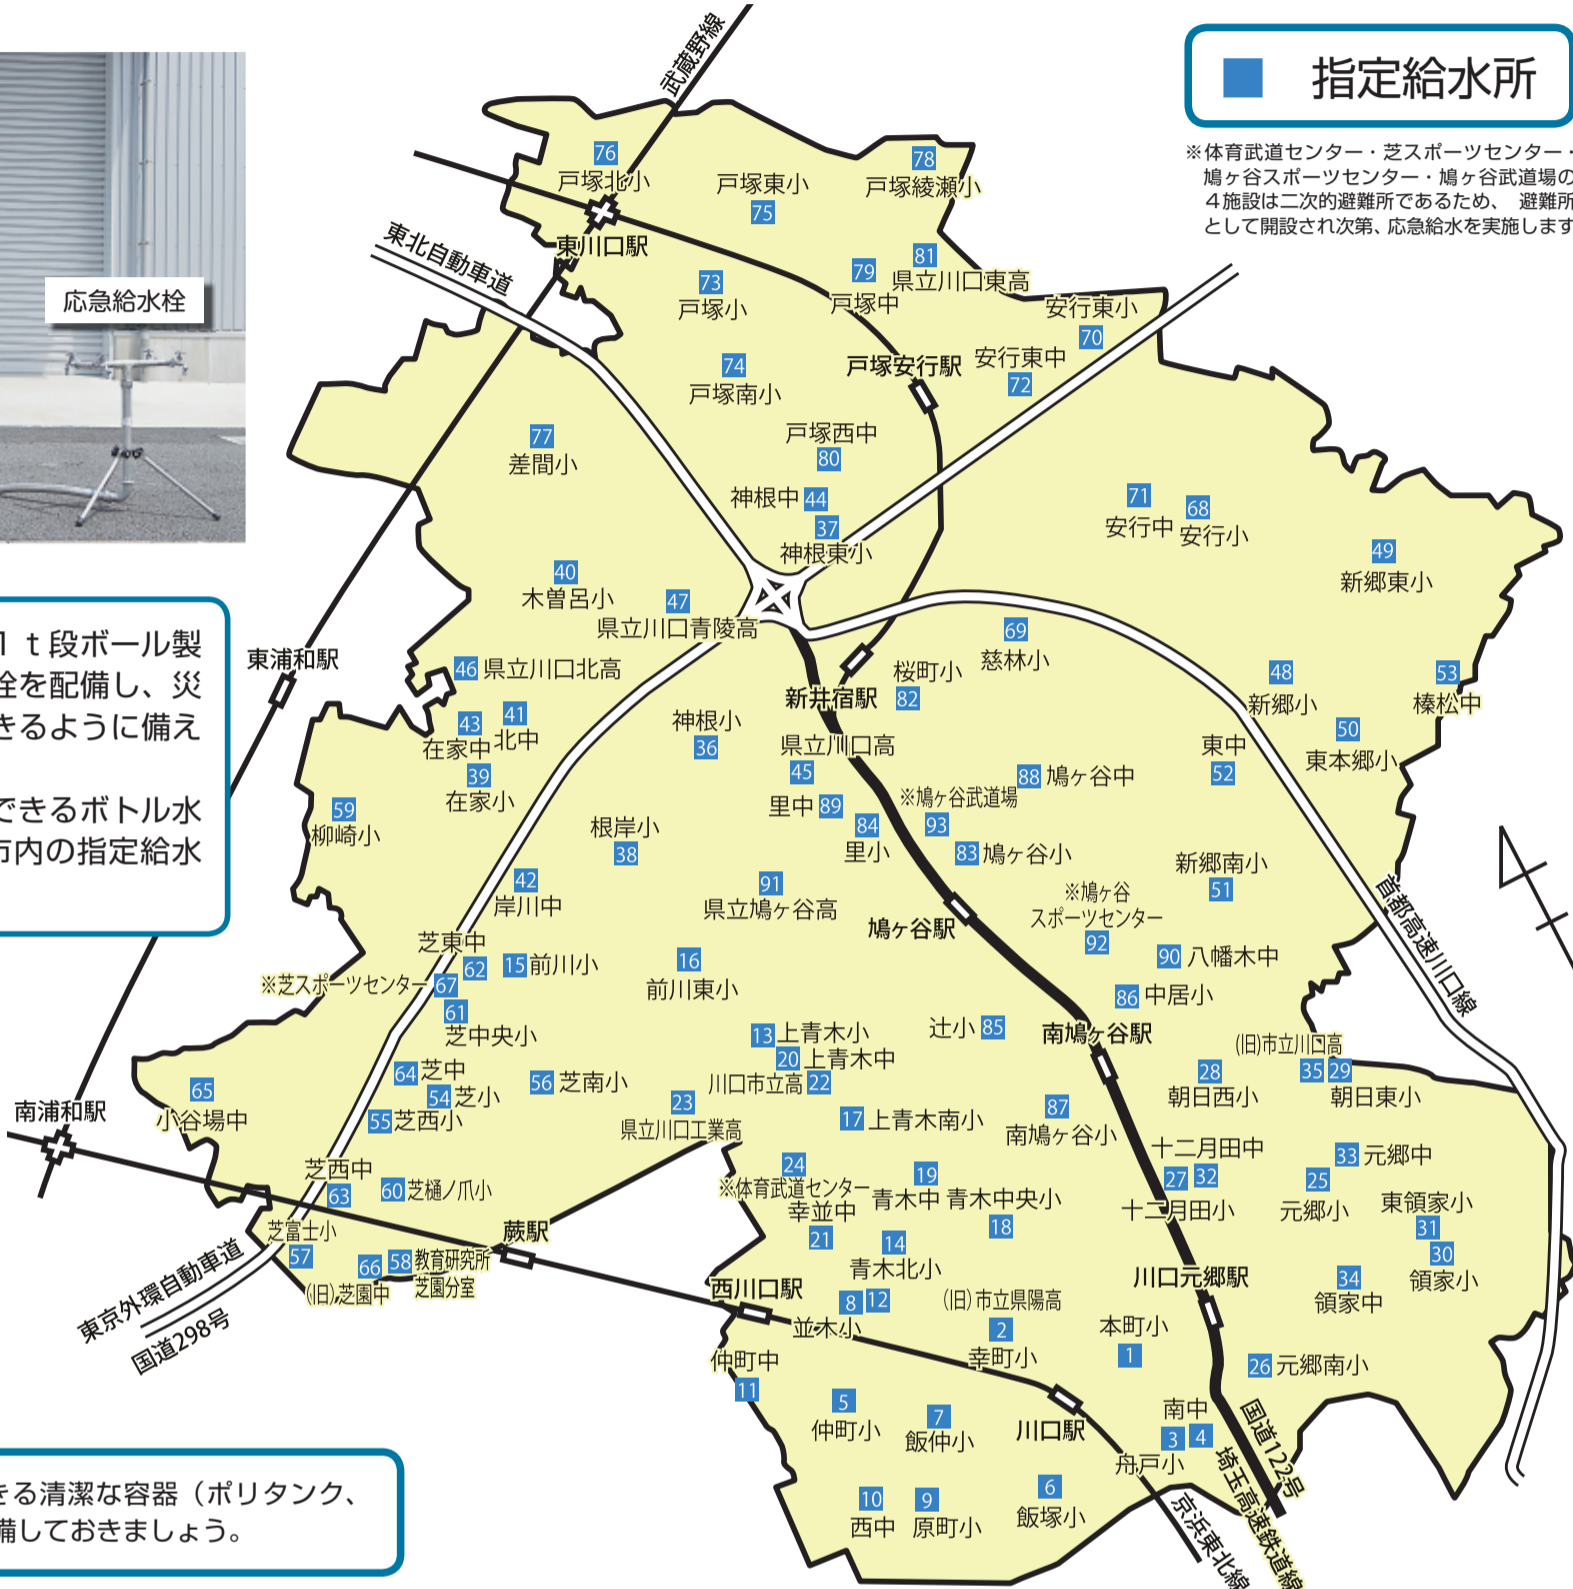 指定給水所
※体育武道センター・芝スポーツセンター・
鳩ヶ谷スポーツセンター・鳩ヶ谷武道場の
4施設は二次的避難所であるため、 避難所
として開設され次第、応急給水を実施します
応急給水栓
1t段ボール製
栓を配備し、災
きるように備え
できるボトル水
市内の指定給水
きる清潔な容器（ポリタンク、
備しておきましょう。
武蔵野線
76
戸塚北小
戸塚東小
75
78
戸塚綾瀬小
東川口駅
東北自動車道
81
県立川口東高
79
戸塚中
73
戸塚小
安行東小
70
安行東中
72
74
戸塚南小
戸塚安行駅
77
差間小
戸塚西中
80
神根中 44
37
神根東小
71
安行中
68
安行小
49
新郷東小
40
木曽呂小
47
県立川口青陵高
69
慈林小
東浦和駅
46 県立川口北高
新井宿駅
桜町小
82
48
新郷小
53
榛松中
43
在家中
41
北中
神根小
36
県立川口高
45
50
東本郷小
東中
52
39
在家小
59
柳崎小
里中 89
※鳩ヶ谷武道場
93
88 鳩ヶ谷中
根岸小
38
84
里小
83 鳩ヶ谷小
新郷南小
51
42
岸川中
91
県立鳩ヶ谷高
鳩ヶ谷駅
※鳩ヶ谷
スポーツセンター
92
首都高速川口線
芝東中
62
15 前川小
16
前川東小
90 八幡木中
※芝スポーツセンター 67
61
芝中央小
86 中居小
13 上青木小
辻小 85
南鳩ヶ谷駅
20 上青木中
(旧)市立川口高
35 29
朝日東小
64 芝中
54 芝小
56 芝南小
川口市立高 22
28
朝日西小
65
小谷場中
南浦和駅
55 芝西小
23
県立川口工業高
17 上青木南小
87
南鳩ヶ谷小
十二月田中
27 32
十二月田小
33 元郷中
芝西中
63
60 芝樋ノ爪小
24
※体育武道センター
19
青木中
青木中央小
18
25
元郷小
東領家小
31
幸並中
21
芝富士小
57
蕨駅
14
青木北小
30
領家小
66
(旧)芝園中
58 教育研究所
芝園分室
川口元郷駅
34
領家中
東京外環自動車道
国道298号
西川口駅
8 12
並木小
(旧)市立県陽高
2
幸町小
本町小
1
仲町中
11
26 元郷南小
5
仲町小
7
飯仲小
川口駅
南中
3 4
舟戸小
国道122号
10
西中
9
原町小
6
飯塚小
京浜東北線
埼玉高速鉄道線